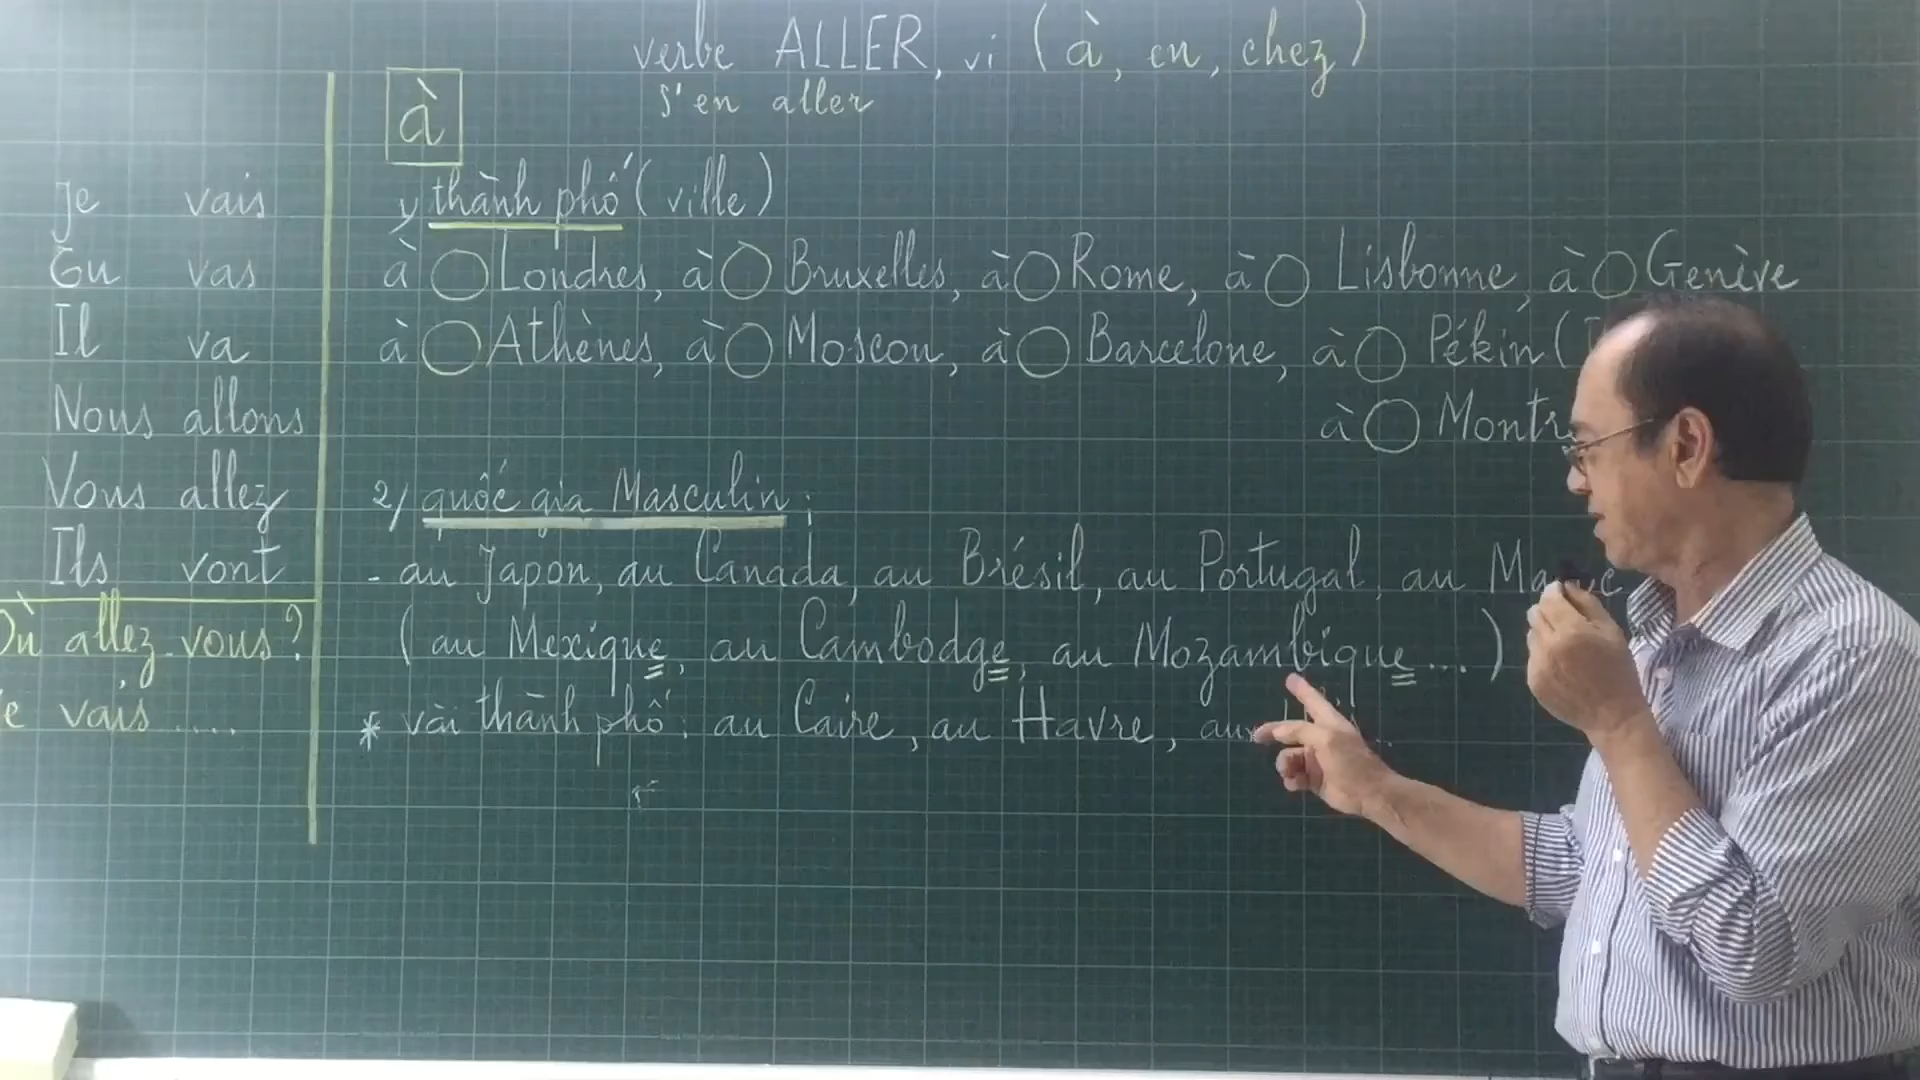 verbe ALLER, vi (à, en, chez)
s'en aller
à
Je vais
Tu vas
Il va
Nous allons
Vous allez
Ils vont
Où allez-vous?
vais .....
y thành phố (ville)
à Londres, à Bruxelles, à Rome, à Lisbonne, à Genève
à Athènes, à Moscou, à Barcelone, à Pékin (
à
2/ quốc gia Masculin :
- au Japon, au Canada, au Brésil, au Portugal, au
(au Mexique, au Cambodge, au Mozambique ... )
* vài thành phố : au Caire, au Havre, aux